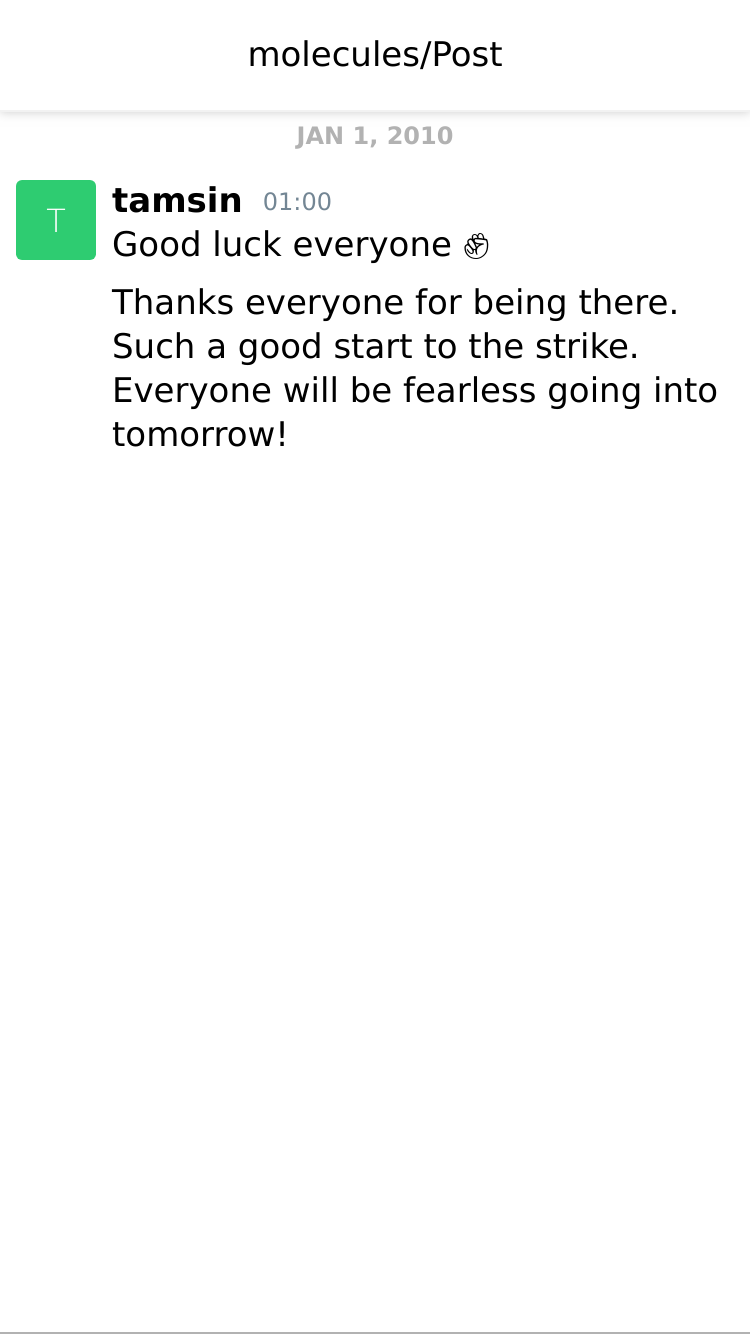 molecules/Post
JAN 1, 2010
T
tamsin 01:00
Good luck everyone ✊
Thanks everyone for being there.
Such a good start to the strike.
Everyone will be fearless going into
tomorrow!